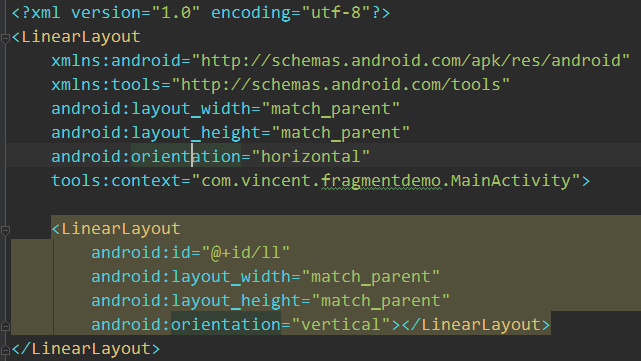 <?xml version="1.0" encoding="utf-8"?>
<LinearLayout
    xmlns:android="http://schemas.android.com/apk/res/android"
    xmlns:tools="http://schemas.android.com/tools"
    android:layout_width="match_parent"
    android:layout_height="match_parent"
    android:orientation="horizontal"
    tools:context="com.vincent.fragmentdemo.MainActivity">

    <LinearLayout
        android:id="@+id/ll"
        android:layout_width="match_parent"
        android:layout_height="match_parent"
        android:orientation="vertical"></LinearLayout>
</LinearLayout>